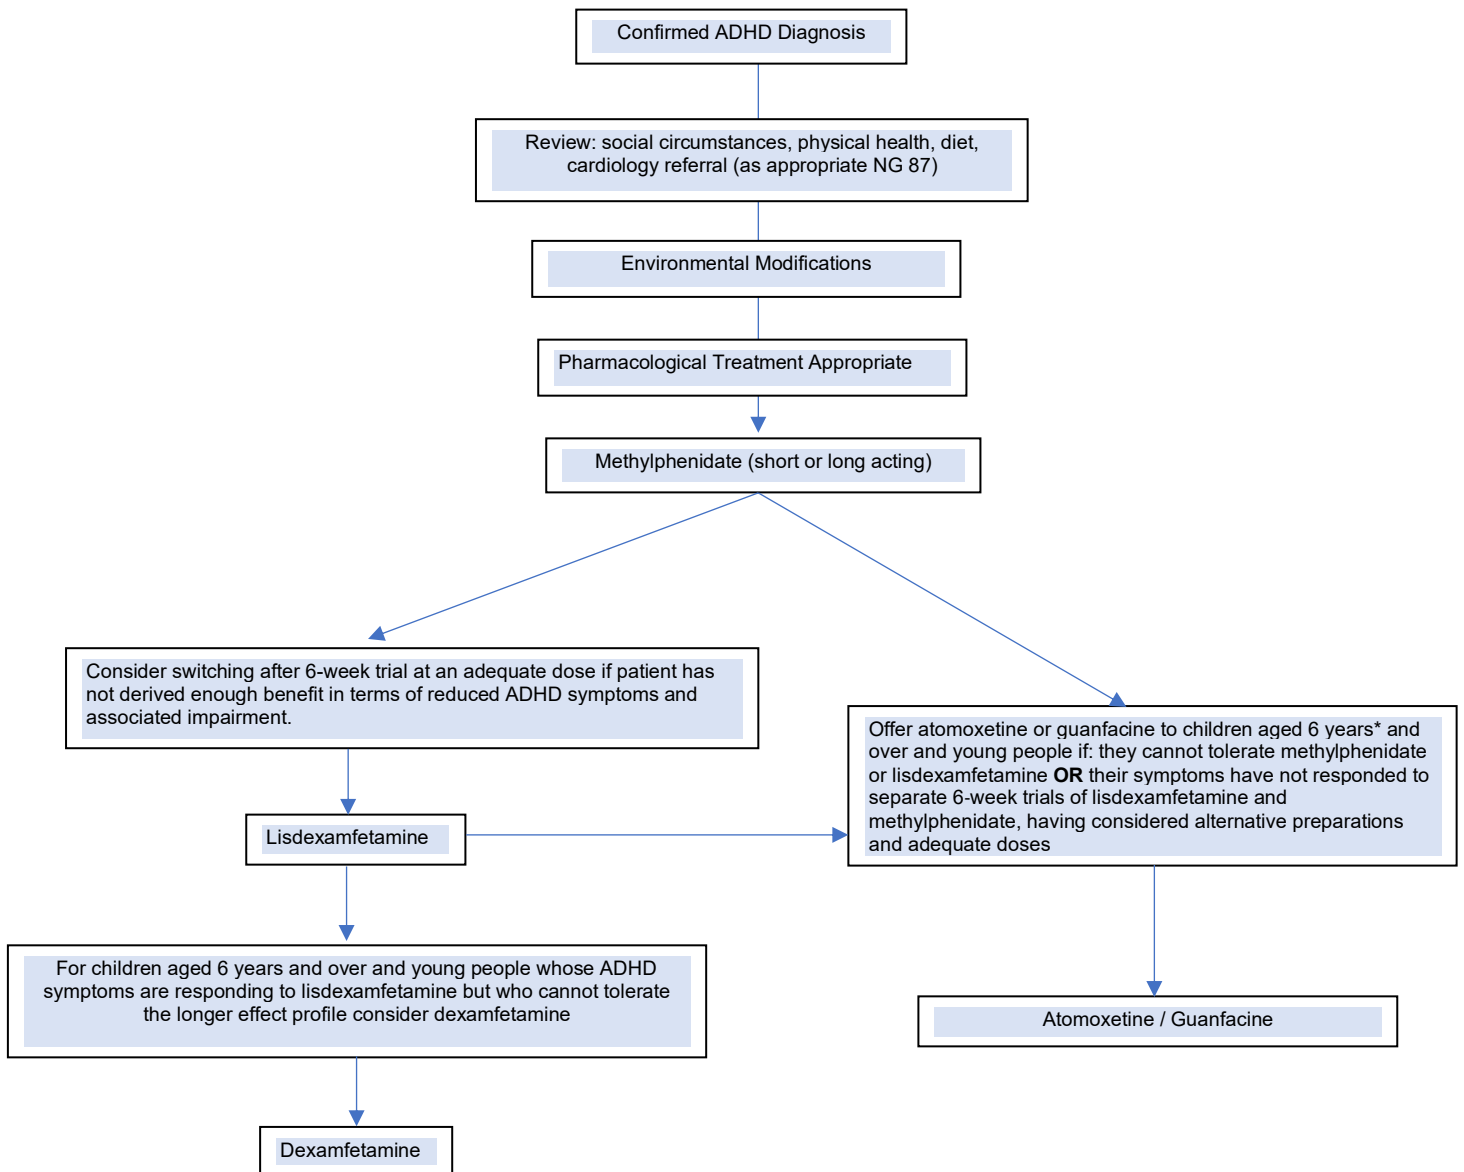 Confirmed ADHD Diagnosis
Review: social circumstances, physical health, diet,
cardiology referral (as appropriate NG 87)
Environmental Modifications
Pharmacological Treatment Appropriate
Methylphenidate (short or long acting)
Consider switching after 6-week trial at an adequate dose if patient has
not derived enough benefit in terms of reduced ADHD symptoms and
associated impairment.
Offer atomoxetine or guanfacine to children aged 6 years* and
over and young people if: they cannot tolerate methylphenidate
or lisdexamfetamine OR their symptoms have not responded to
separate 6-week trials of lisdexamfetamine and
methylphenidate, having considered alternative preparations
and adequate doses
Lisdexamfetamine
For children aged 6 years and over and young people whose ADHD
symptoms are responding to lisdexamfetamine but who cannot tolerate
the longer effect profile consider dexamfetamine
Atomoxetine / Guanfacine
Dexamfetamine